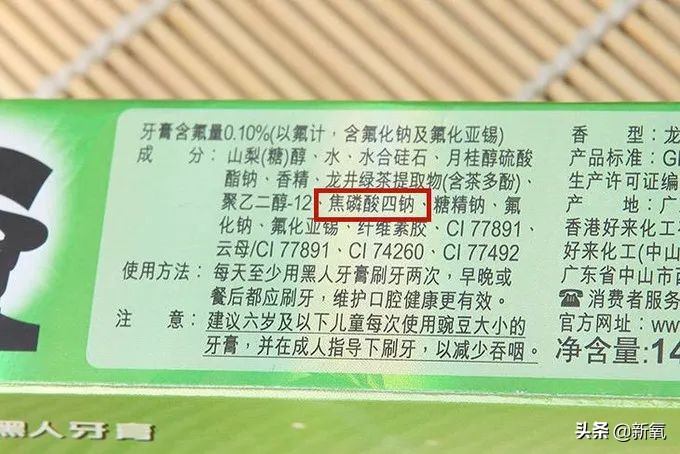 牙膏含氟量0.10%(以氟计，含氟化钠及氟化亚锡)
成　分：山梨(糖)醇、水、水合硅石、月桂醇硫酸
酯钠、香精、龙井绿茶提取物(含茶多酚)、
聚乙二醇-12、焦磷酸四钠、糖精钠、氟
化钠、氟化亚锡、纤维素胶、CI 77891、
云母/CI 77891、CI 74260、CI 77492
使用方法：每天至少用黑人牙膏刷牙两次，早晚或
餐后都应刷牙，维护口腔健康更有效。
注　意：建议六岁及以下儿童每次使用豌豆大小的
牙膏，并在成人指导下刷牙，以减少吞咽。
香　型：龙
产品标准：G
生产许可证编
产　地：广
香港好来化工
好来化工(中山
广东省中山市
消费者服务
官方网址：ww
净含量：14
黑人牙膏
头条 @新氧